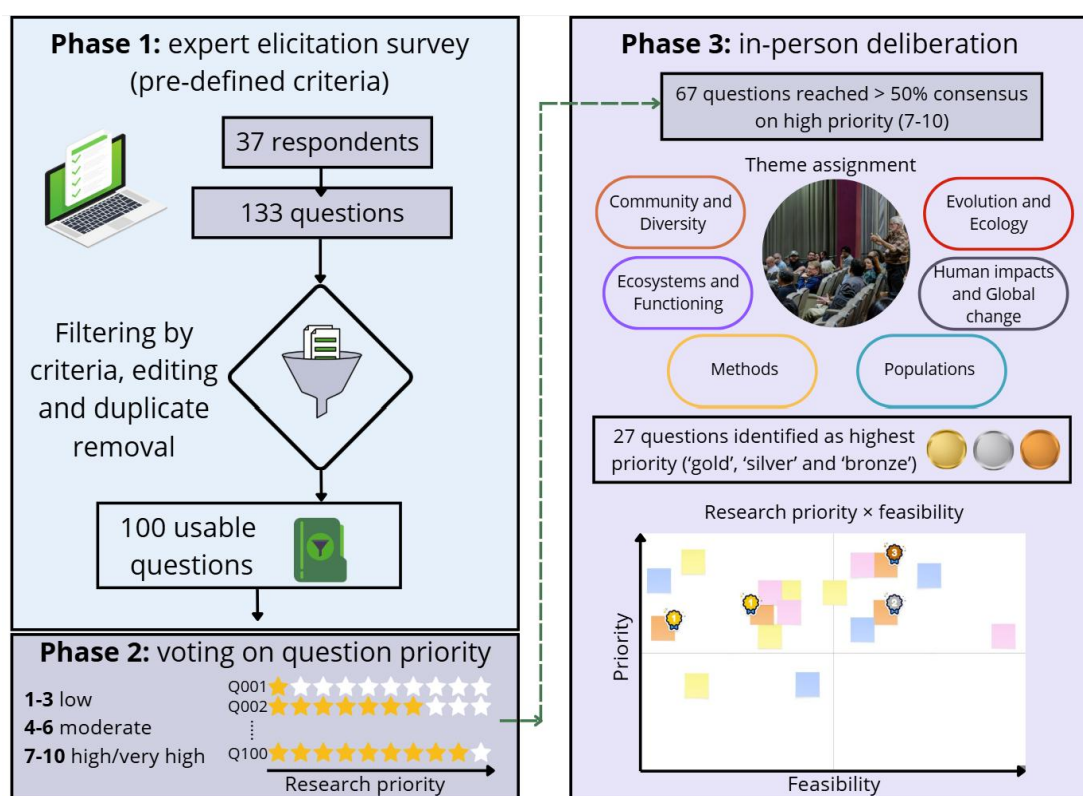 Phase 1: expert elicitation survey
(pre-defined criteria)
37 respondents
133 questions
Filtering by
criteria, editing
and duplicate
removal
100 usable
questions
Phase 2: voting on question priority
1-3 low
4-6 moderate
7-10 high/very high
Q001
Q002
Q100
Research priority
Phase 3: in-person deliberation
67 questions reached > 50% consensus
on high priority (7-10)
Theme assignment
Community and
Diversity
Evolution and
Ecology
Ecosystems and
Functioning
Human impacts
and Global
change
Methods
Populations
27 questions identified as highest
priority (‘gold’, ‘silver’ and ‘bronze’)
Research priority × feasibility
Priority
3
1
2
1
Feasibility